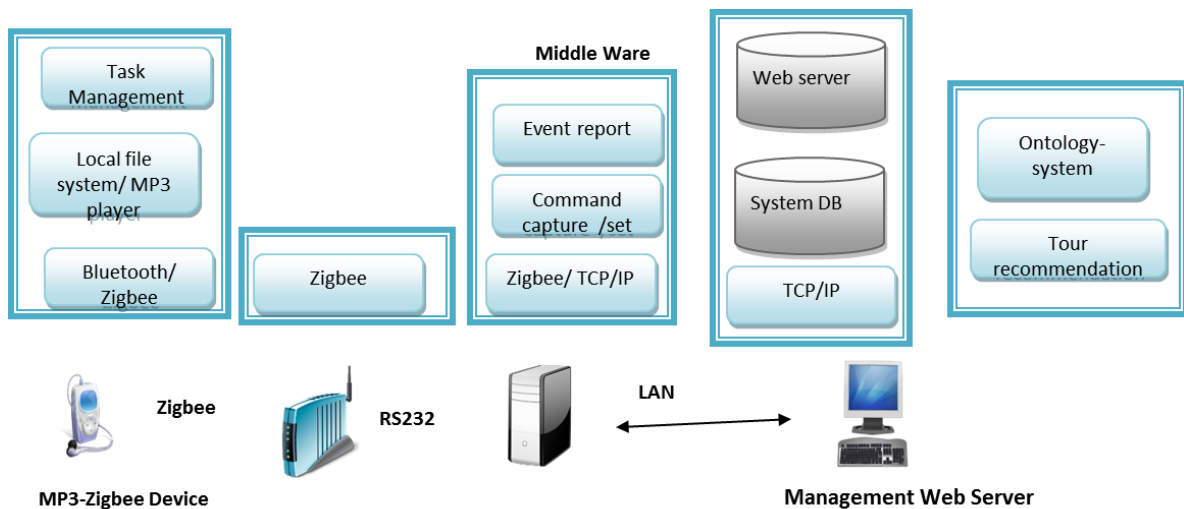 Task
Management
Local file
system/ MP3
player
Bluetooth/
Zigbee
Zigbee
Middle Ware
Event report
Command
capture /set
Zigbee/ TCP/IP
Web server
System DB
TCP/IP
Ontology-
system
Tour
recommendation
Zigbee
RS232
LAN
MP3-Zigbee Device
Management Web Server